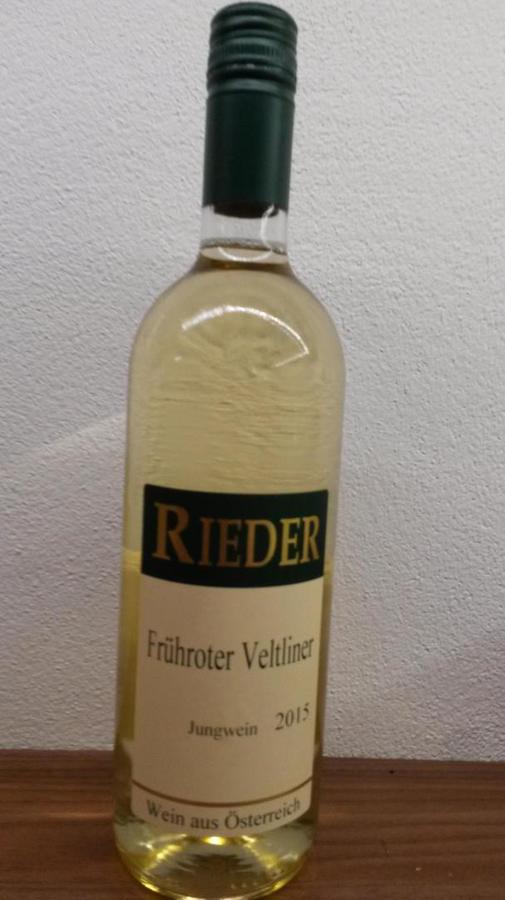 RIEDER
Frühroter Veltliner
Jungwein 2015
Wein aus Österreich